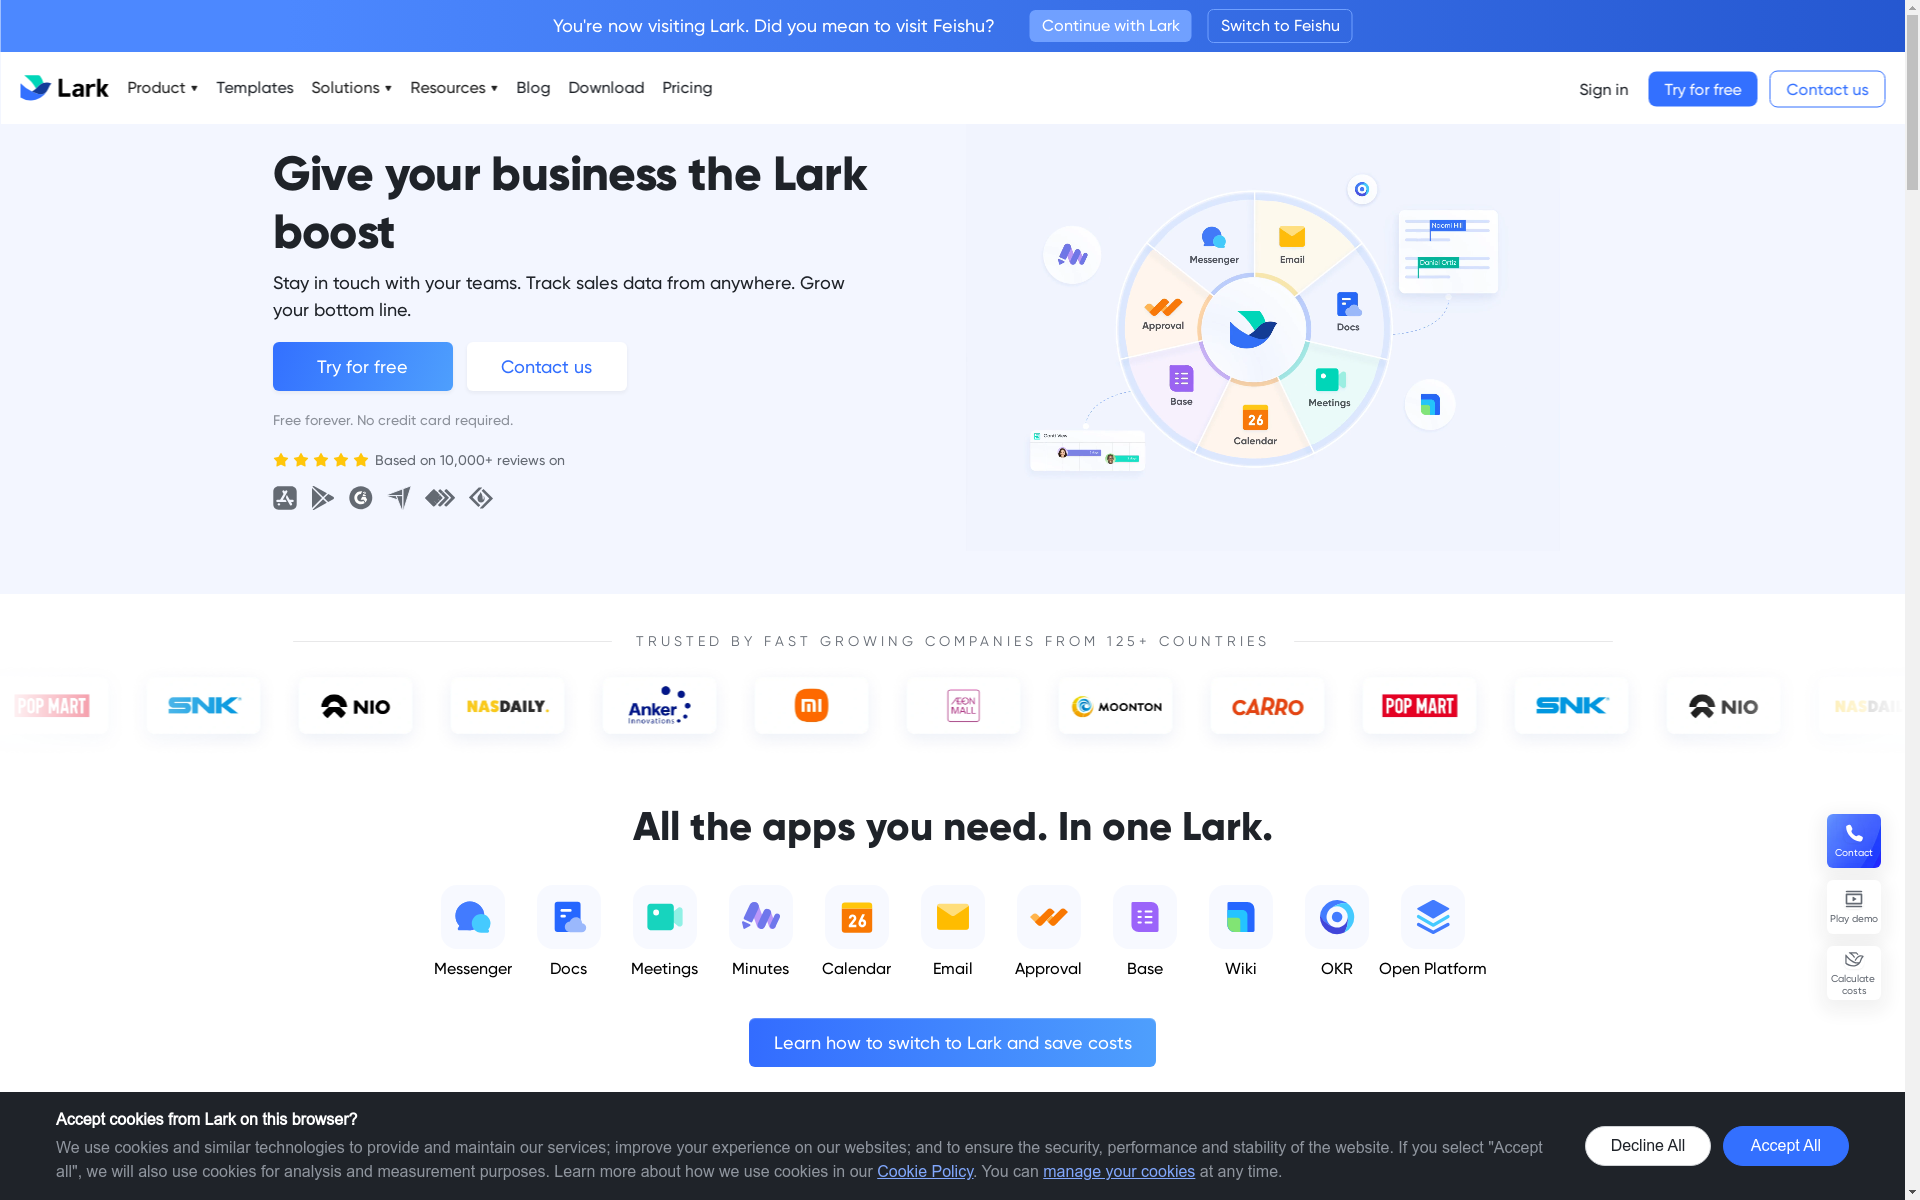 You're now visiting Lark. Did you mean to visit Feishu?
Continue with Lark
Switch to Feishu
Lark
Product
Templates
Solutions
Resources
Blog
Download
Pricing
Sign in
Try for free
Contact us
Give your business the Lark
boost
Stay in touch with your teams. Track sales data from anywhere. Grow
your bottom line.
Try for free
Contact us
Free forever. No credit card required.
Based on 10,000+ reviews on
Messenger
Email
Approval
Docs
Base
Meetings
26
Calendar
Naomi Hill
Daniel Ortiz
Gantt View
TRUSTED BY FAST GROWING COMPANIES FROM 125+ COUNTRIES
POP MART
SNK
NIO
NASDAILY.
Anker
Innovations
AEON
MALL
MOONTON
CARRO
POP MART
SNK
NIO
NASDAI
All the apps you need. In one Lark.
26
Messenger
Docs
Meetings
Minutes
Calendar
Email
Approval
Base
Wiki
OKR
Open Platform
Contact
Play demo
Calculate
costs
Learn how to switch to Lark and save costs
Accept cookies from Lark on this browser?
We use cookies and similar technologies to provide and maintain our services; improve your experience on our websites; and to ensure the security, performance and stability of the website. If you select "Accept
all", we will also use cookies for analysis and measurement purposes. Learn more about how we use cookies in our Cookie Policy. You can manage your cookies at any time.
Decline All
Accept All